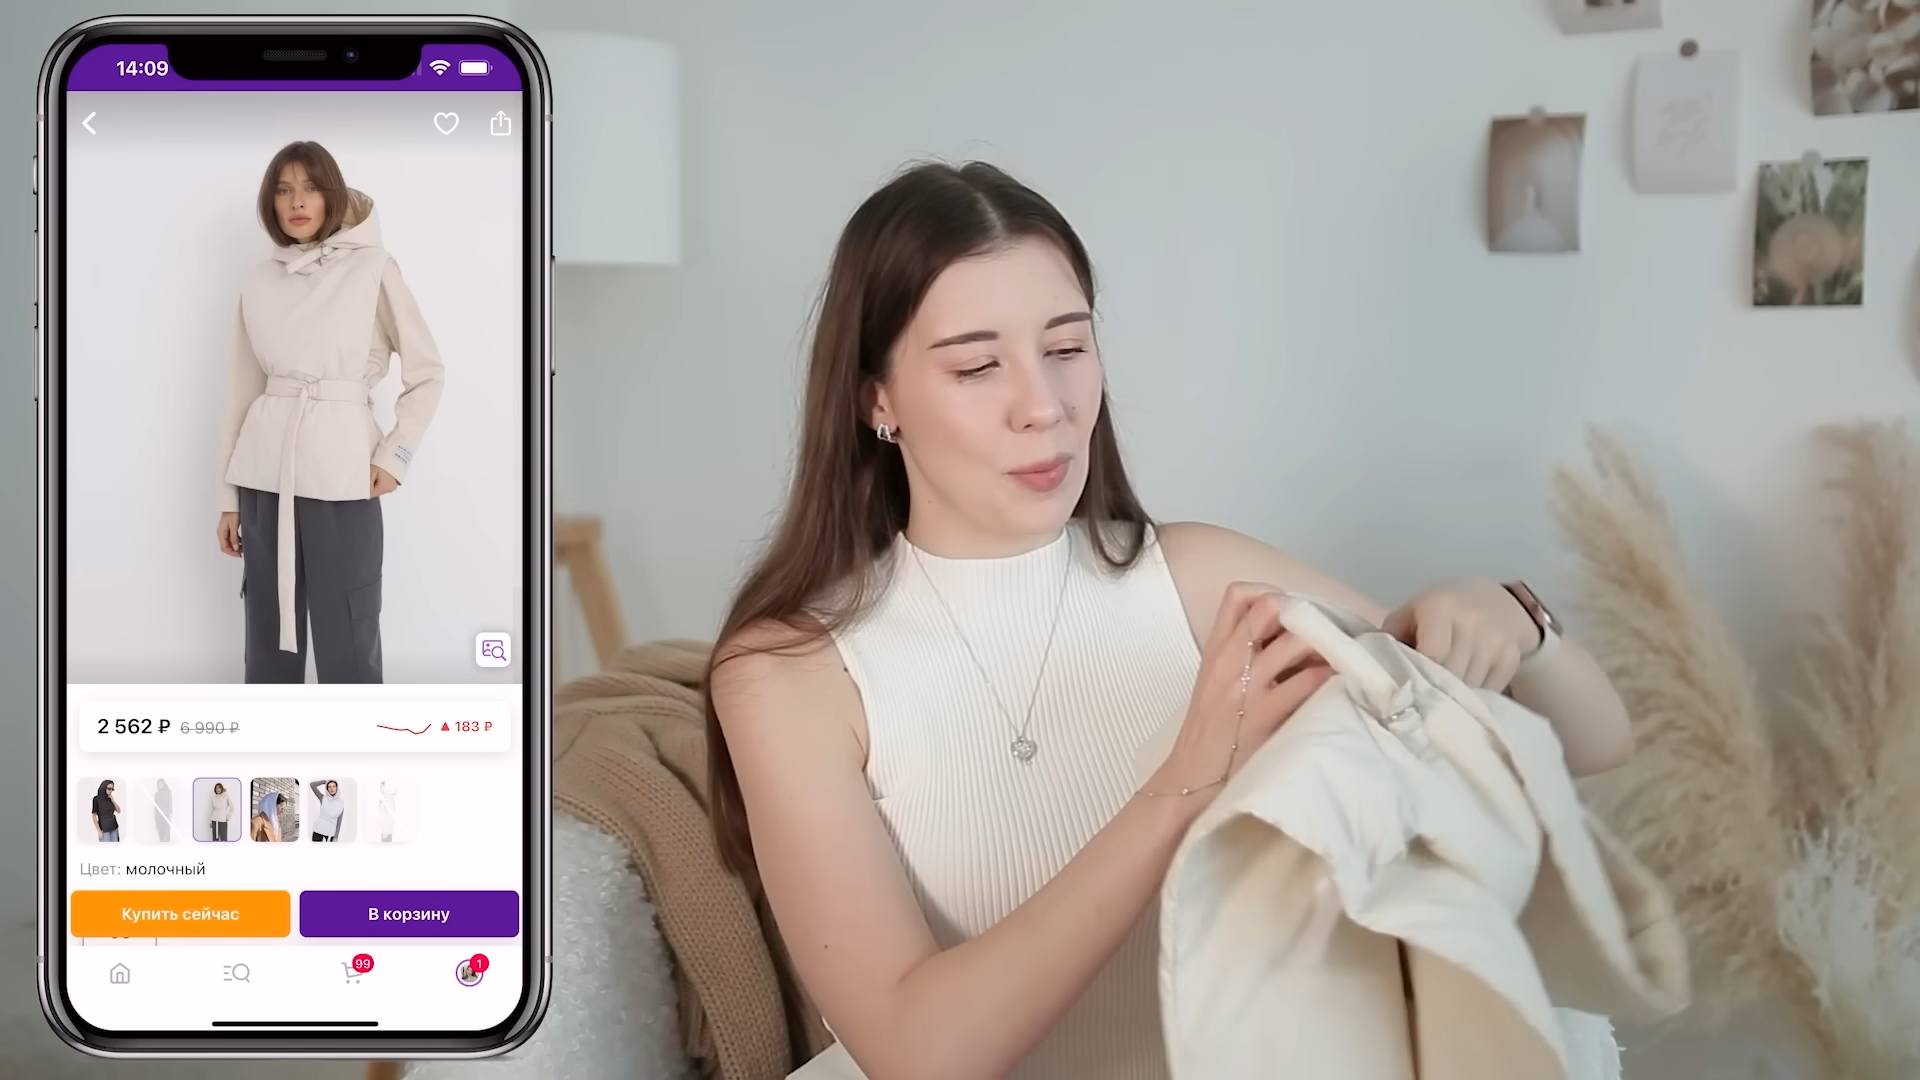 14:09
2 562 ₽ 6 990 ₽ ▲ 183 ₽
Цвет: молочный
Купить сейчас
В корзину
99
1